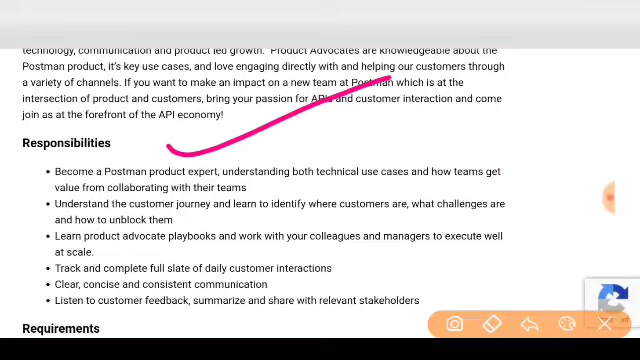 technology, communication and product led growth. Product Advocates are knowledgeable about the
Postman product, it's key use cases, and love engaging directly with and helping our customers through
a variety of channels. If you want to make an impact on a new team at Postman which is at the
intersection of product and customers, bring your passion for APIs and customer interaction and come
join as at the forefront of the API economy!
Responsibilities
Become a Postman product expert, understanding both technical use cases and how teams get
value from collaborating with their teams
Understand the customer journey and learn to identify where customers are, what challenges are
and how to unblock them
Learn product advocate playbooks and work with your colleagues and managers to execute well
at scale.
Track and complete full slate of daily customer interactions
Clear, concise and consistent communication
Listen to customer feedback, summarize and share with relevant stakeholders
Requirements